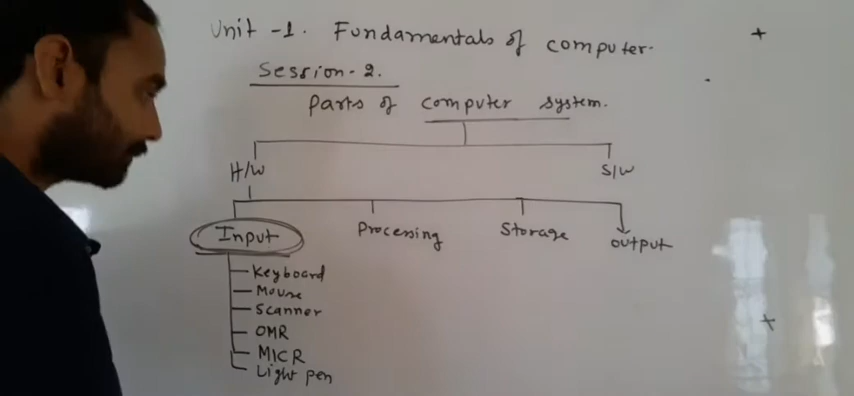 Unit -1. Fundamentals of computer.
Session-2.
Parts of computer system.
H/W S/W
Input Processing Storage output
Keyboard
Mouse
Scanner
OMR
MICR
Light pen